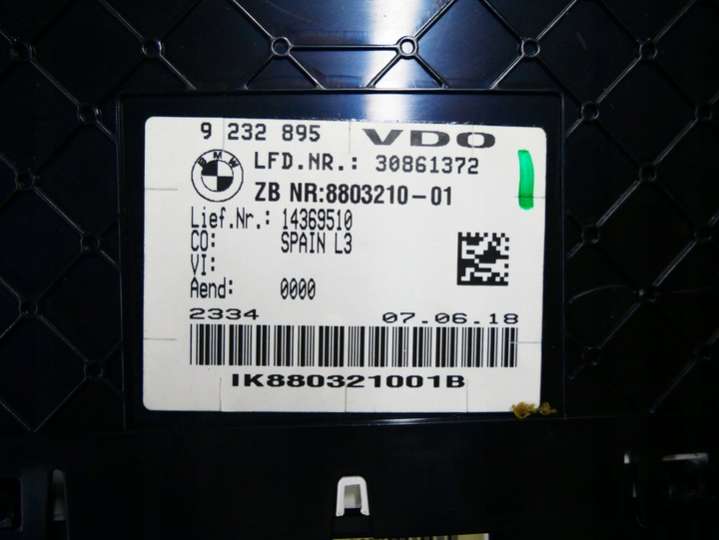 9 232 895 VDO
BMW
LFD.NR.: 30861372
ZB NR:8803210-01
Lief.Nr.: 14369510
CO: SPAIN L3
VI:
Aend: 0000
2334 07.06.18
IK880321001B